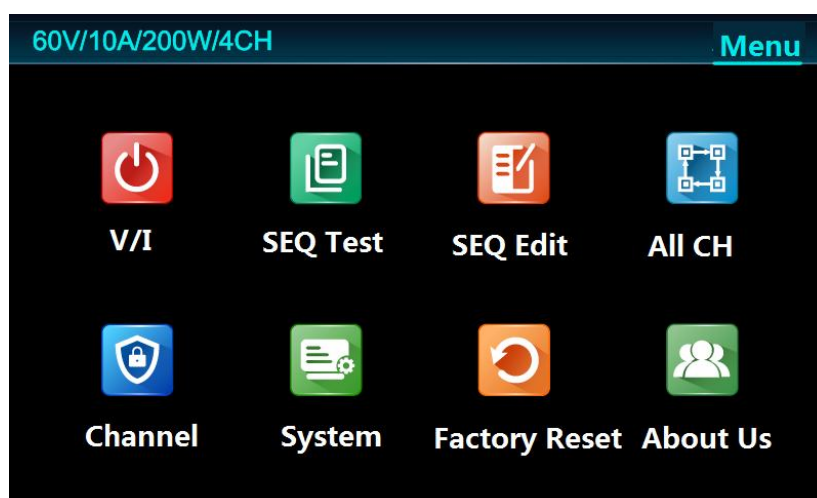 60V/10A/200W/4CH Menu
V/I SEQ Test SEQ Edit All CH
Channel System Factory Reset About Us